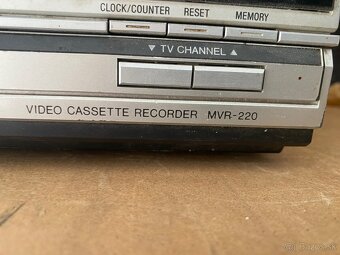 CLOCK/COUNTER RESET MEMORY
▼ TV CHANNEL ▲
VIDEO CASSETTE RECORDER MVR-220